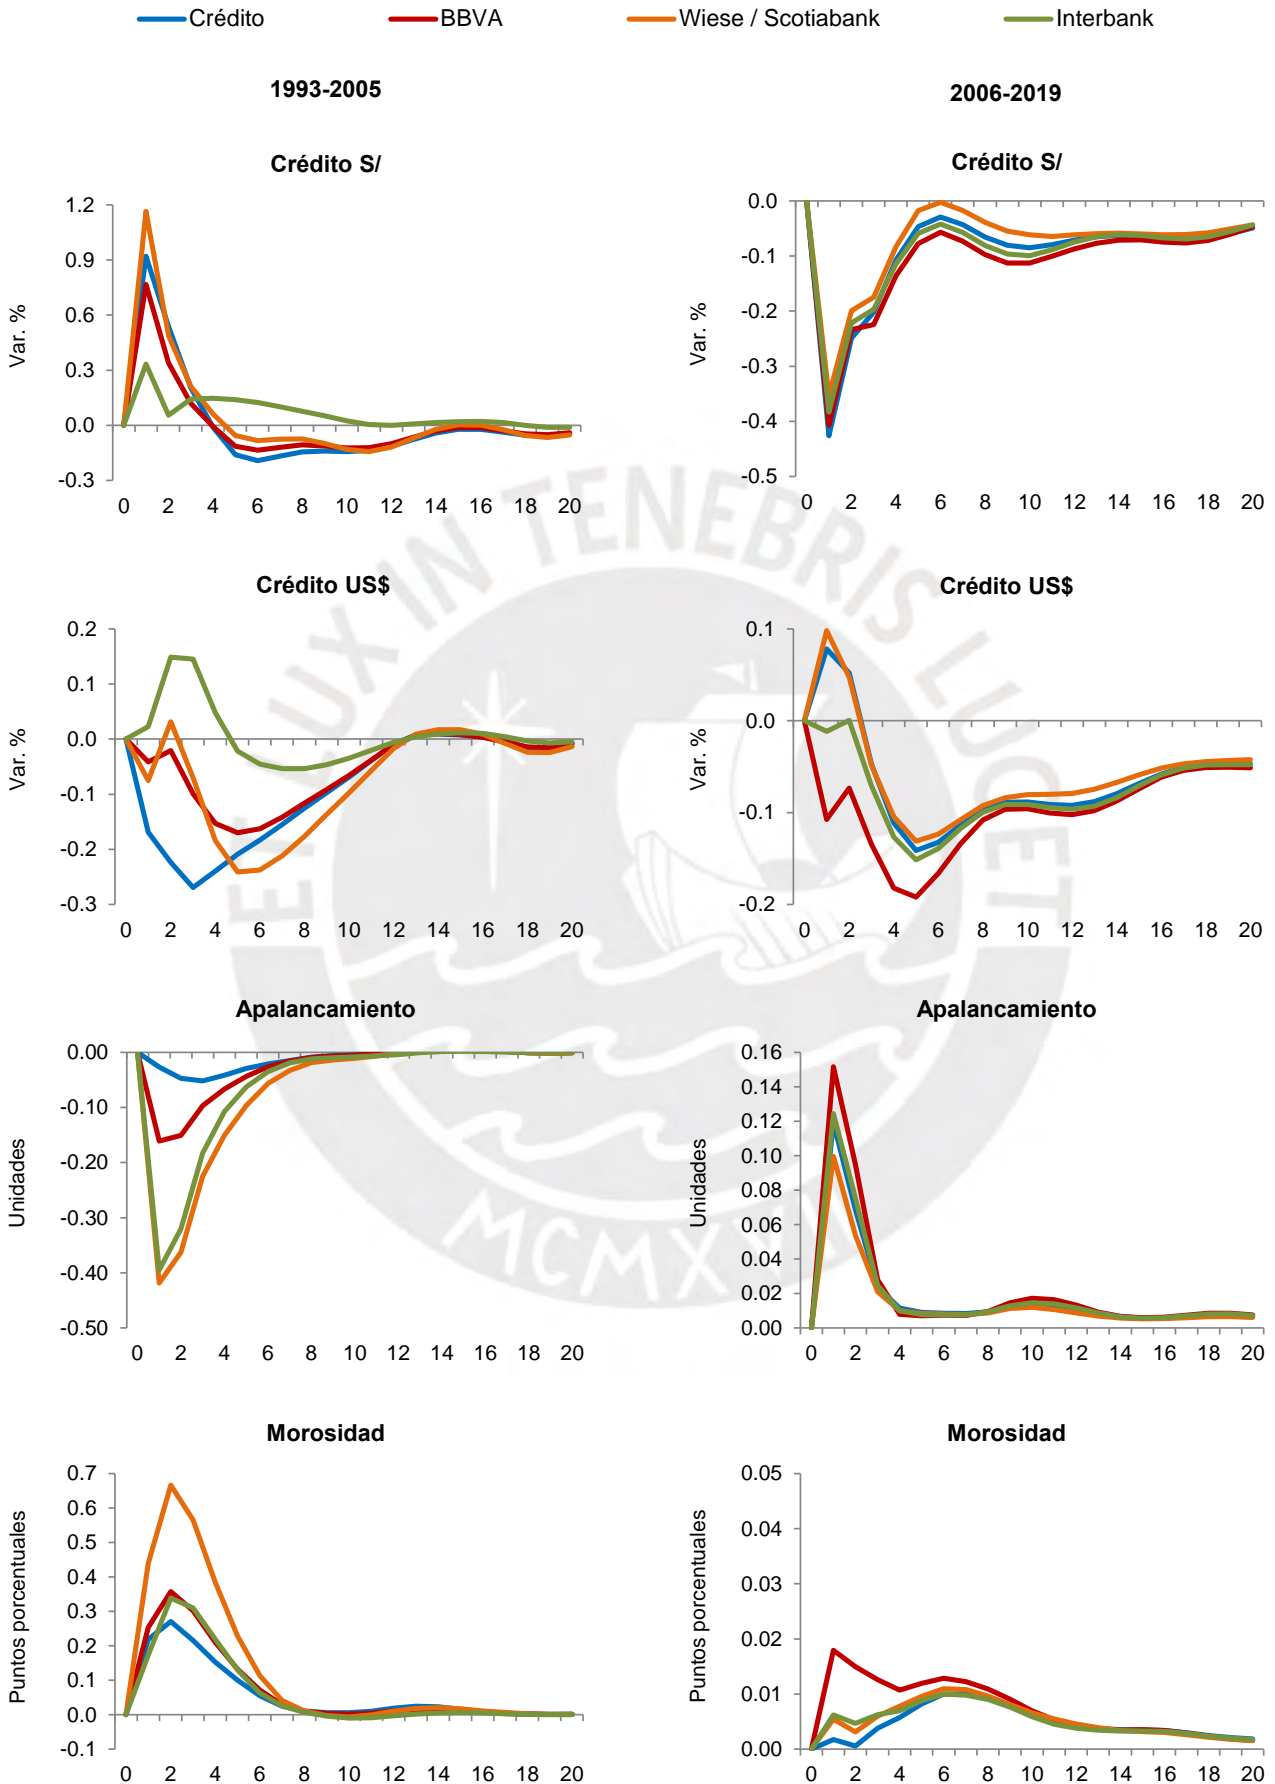 Crédito BBVA Wiese / Scotiabank Interbank
1993-2005
2006-2019
Crédito S/
Var. %
1.2
0.9
0.6
0.3
0.0
-0.3
0 2 4 6 8 10 12 14 16 18 20
Crédito S/
Var. %
0.0
-0.1
-0.2
-0.3
-0.4
-0.5
0 2 4 6 8 10 12 14 16 18 20
Crédito US$
Var. %
0.2
0.1
0.0
-0.1
-0.2
-0.3
0 2 4 6 8 10 12 14 16 18 20
Crédito US$
Var. %
0.1
0.0
-0.1
-0.2
0 2 4 6 8 10 12 14 16 18 20
Apalancamiento
Unidades
0.00
-0.10
-0.20
-0.30
-0.40
-0.50
0 2 4 6 8 10 12 14 16 18 20
Apalancamiento
Unidades
0.16
0.14
0.12
0.10
0.08
0.06
0.04
0.02
0.00
0 2 4 6 8 10 12 14 16 18 20
Morosidad
Puntos porcentuales
0.7
0.6
0.5
0.4
0.3
0.2
0.1
0.0
-0.1
0 2 4 6 8 10 12 14 16 18 20
Morosidad
Puntos porcentuales
0.05
0.04
0.03
0.02
0.01
0.00
0 2 4 6 8 10 12 14 16 18 20
ET LUX IN TENEBRIS LUCET
MCMXVII